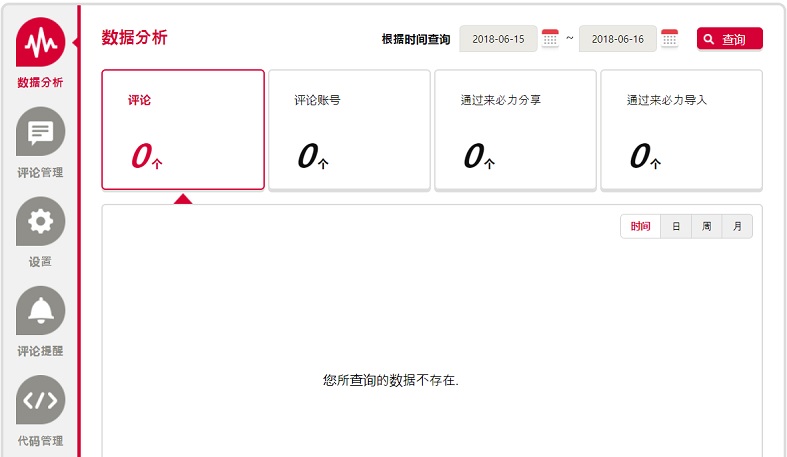 数据分析
评论管理
设置
评论提醒
代码管理
数据分析
根据时间查询 2018-06-15 ~ 2018-06-16 查询
评论 评论账号 通过来必力分享 通过来必力导入
0个 0个 0个 0个
时间 日 周 月
您所查询的数据不存在.